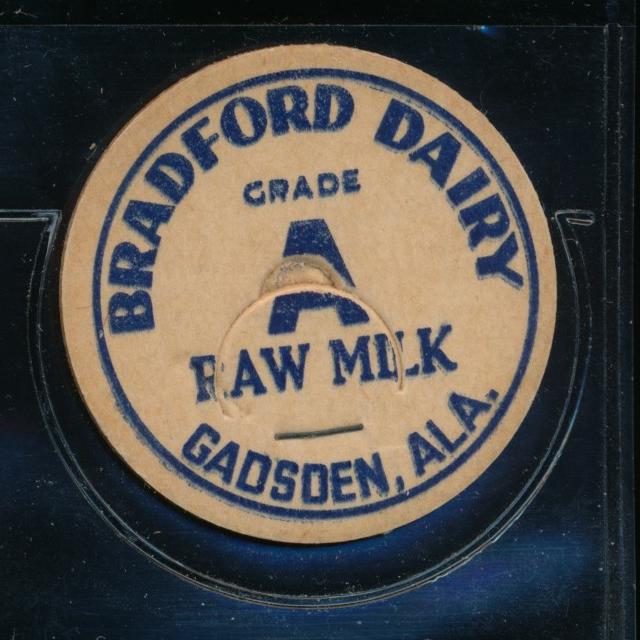 BRADFORD DAIRY
GRADE
A
RAW MILK
GADSDEN, ALA.